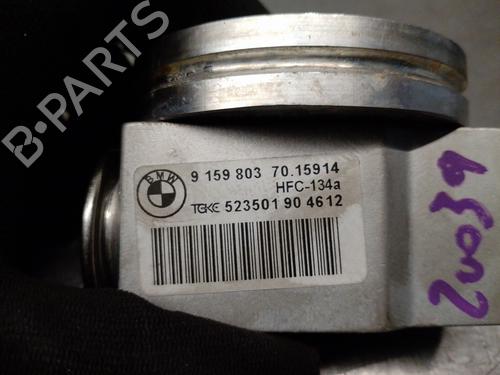 B-PARTS
BMW
9 159 803 70.15914
HFC-134a
TGKE 523501 90 4612